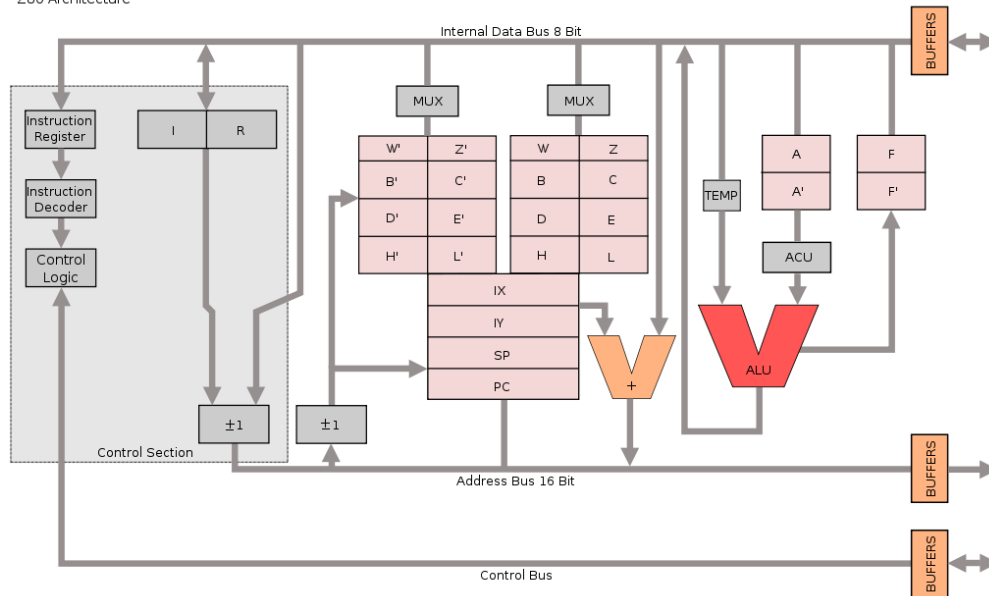 Z80 Architecture
Internal Data Bus 8 Bit
BUFFERS
Instruction
Register
I
R
MUX
MUX
W'
Z'
W
Z
B'
C'
B
C
D'
E'
D
E
H'
L'
H
L
A
F
A'
F'
TEMP
Instruction
Decoder
ACU
Control
Logic
IX
IY
SP
PC
+
ALU
±1
±1
Control Section
Address Bus 16 Bit
BUFFERS
Control Bus
BUFFERS